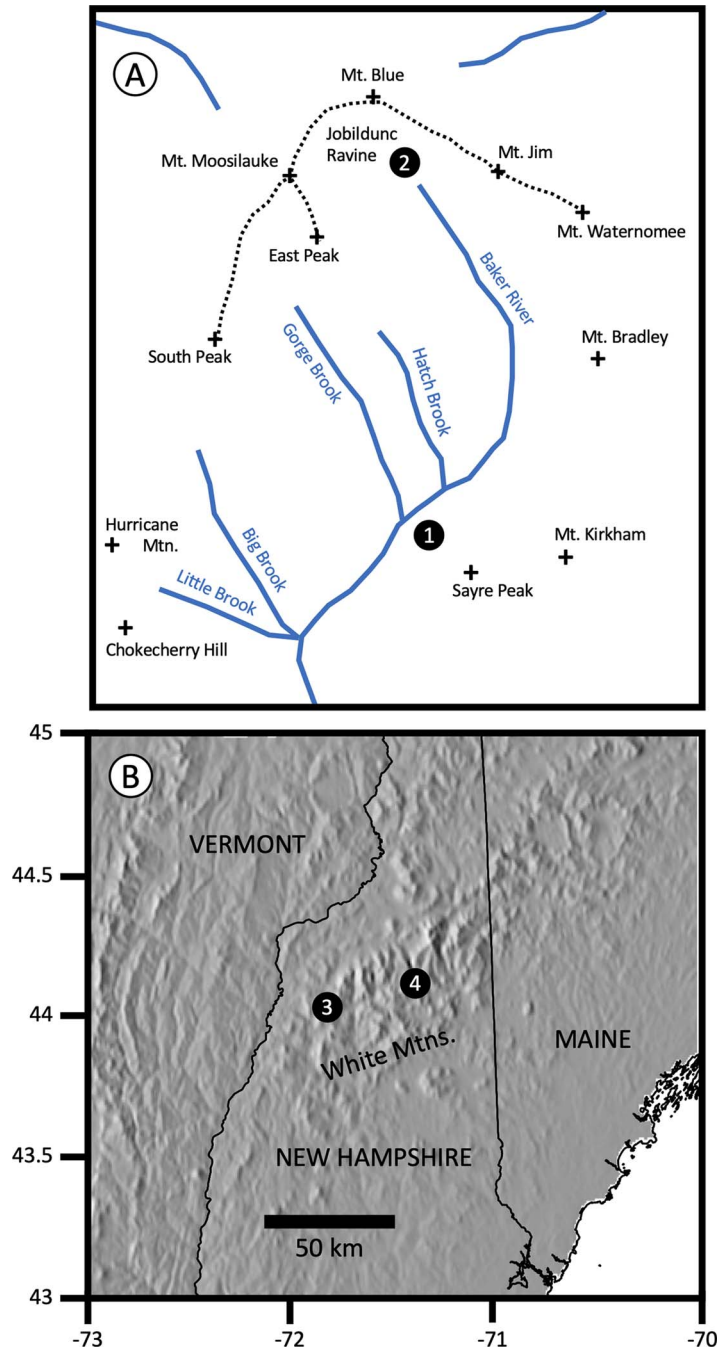 A
Mt. Blue
Jobildunc
Ravine
2
Mt. Moosilauke
Mt. Jim
East Peak
Mt. Waternomee
Baker River
South Peak
Gorge Brook
Hatch Brook
Mt. Bradley
Hurricane
Mtn.
Big Brook
1
Mt. Kirkham
Little Brook
Sayre Peak
Chokecherry Hill
45
B
VERMONT
44.5
3
4
44
White Mtns.
MAINE
43.5
NEW HAMPSHIRE
50 km
43
-73
-72
-71
-70